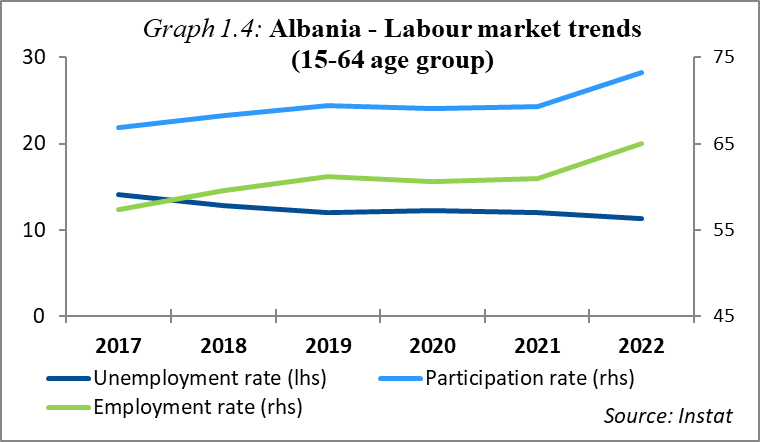 Graph 1.4: Albania - Labour market trends
(15-64 age group)
30
20
10
0
75
65
55
45
2017 2018 2019 2020 2021 2022
Unemployment rate (lhs) Participation rate (rhs)
Employment rate (rhs)
Source: Instat